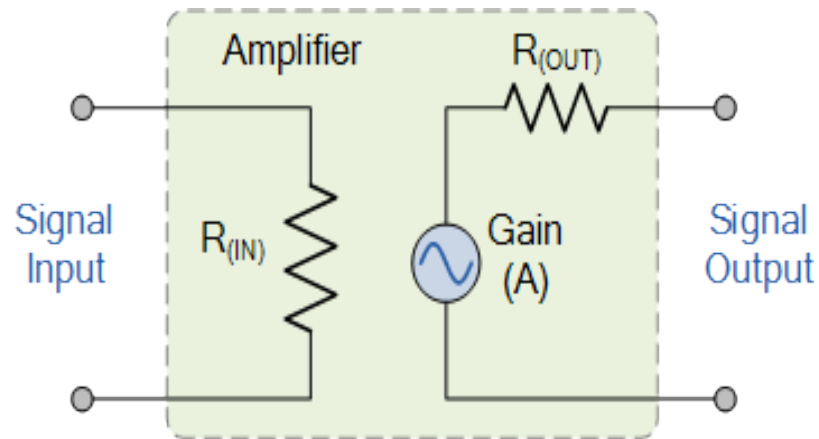 Amplifier
R(OUT)
Signal
Input
R(IN)
Gain
(A)
Signal
Output